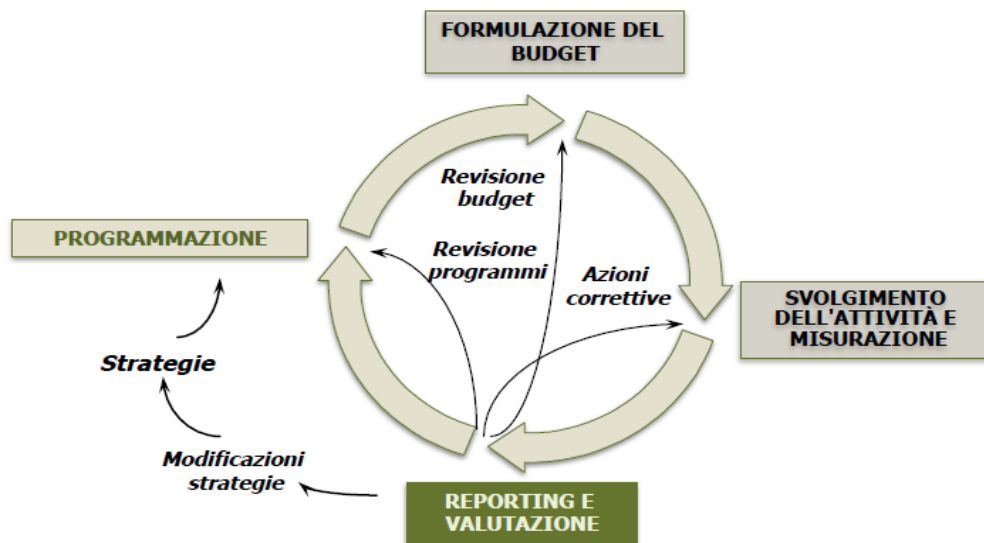 FORMULAZIONE DEL
BUDGET
Revisione
budget
PROGRAMMAZIONE
Revisione
programmi
Azioni
correttive
SVOLGIMENTO
DELL'ATTIVITÀ E
MISURAZIONE
Strategie
Modificazioni
strategie
REPORTING E
VALUTAZIONE